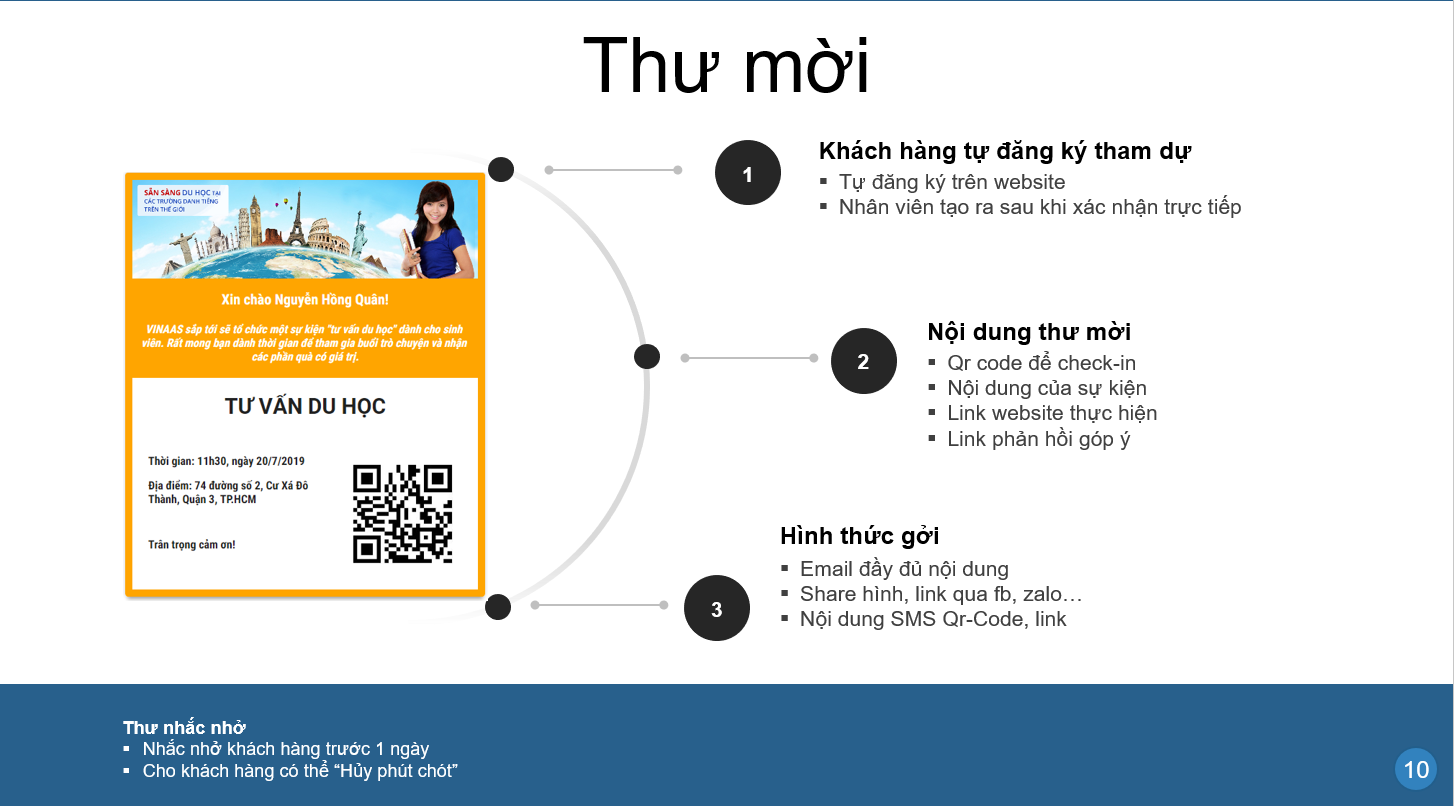 Thư mời
SẴN SÀNG DU HỌC TẠI
CÁC TRƯỜNG DANH TIẾNG
TRÊN THẾ GIỚI
Xin chào Nguyễn Hồng Quân!
VINAAS sắp tới sẽ tổ chức một sự kiện "tư vấn du học" dành cho sinh
viên. Rất mong bạn dành thời gian để tham gia buổi trò chuyện và nhận
các phần quà có giá trị.
TƯ VẤN DU HỌC
Thời gian: 11h30, ngày 20/7/2019
Địa điểm: 74 đường số 2, Cư Xá Đô
Thành, Quận 3, TP.HCM
Trân trọng cảm ơn!
1
Khách hàng tự đăng ký tham dự
▪ Tự đăng ký trên website
▪ Nhân viên tạo ra sau khi xác nhận trực tiếp
2
Nội dung thư mời
▪ Qr code để check-in
▪ Nội dung của sự kiện
▪ Link website thực hiện
▪ Link phản hồi góp ý
3
Hình thức gởi
▪ Email đầy đủ nội dung
▪ Share hình, link qua fb, zalo…
▪ Nội dung SMS Qr-Code, link
Thư nhắc nhở
▪ Nhắc nhở khách hàng trước 1 ngày
▪ Cho khách hàng có thể “Hủy phút chót”
10